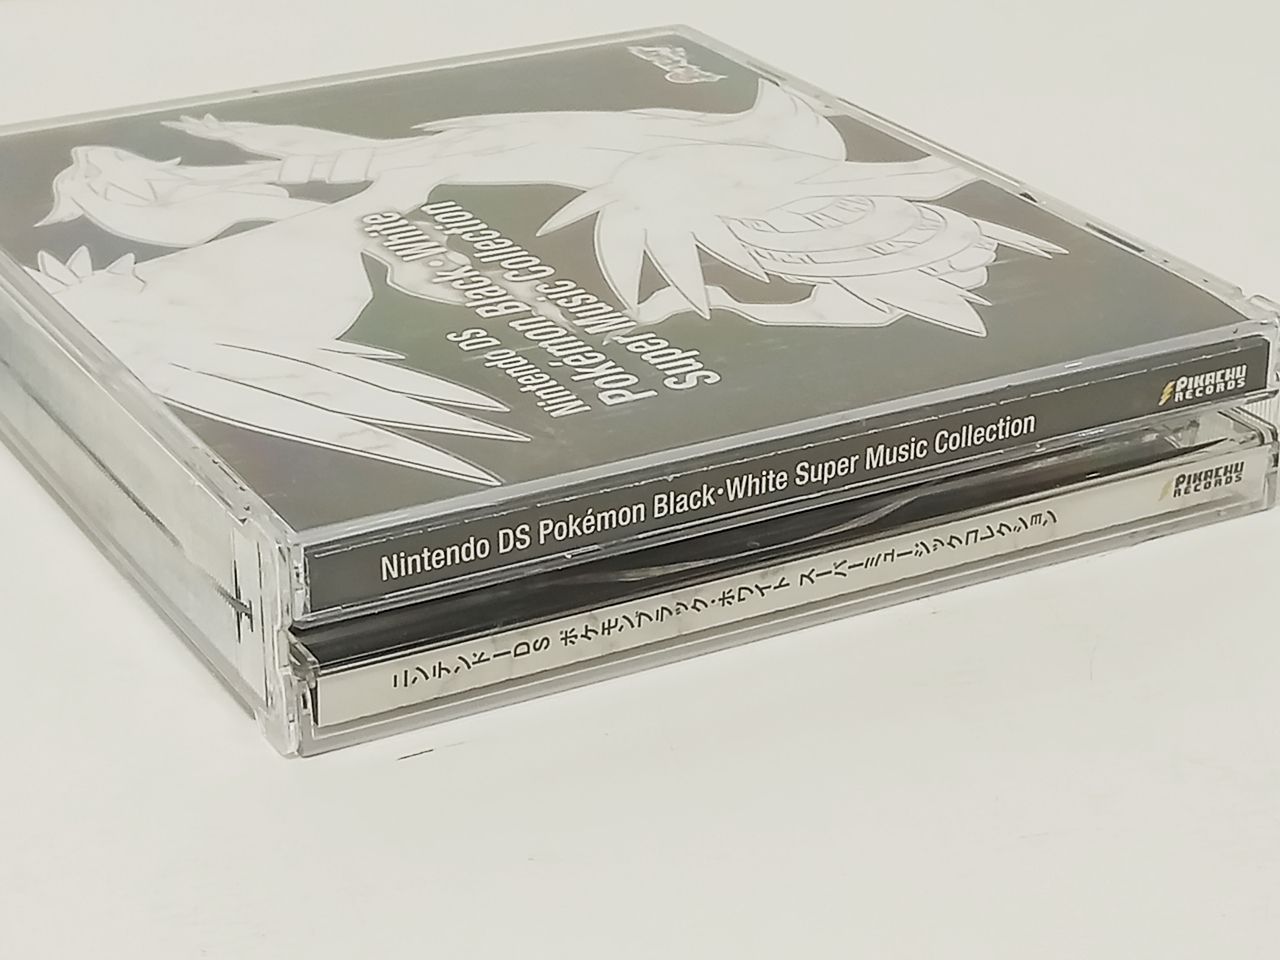 Nintendo DS
Pokémon Black・White
Super Music Collection
Nintendo DS Pokémon Black・White Super Music Collection
PIKACHU
RECORDS
ニンテンドーDS ポケモンブラック・ホワイト スーパーミュージックコレクション
PIKACHU
RECORDS